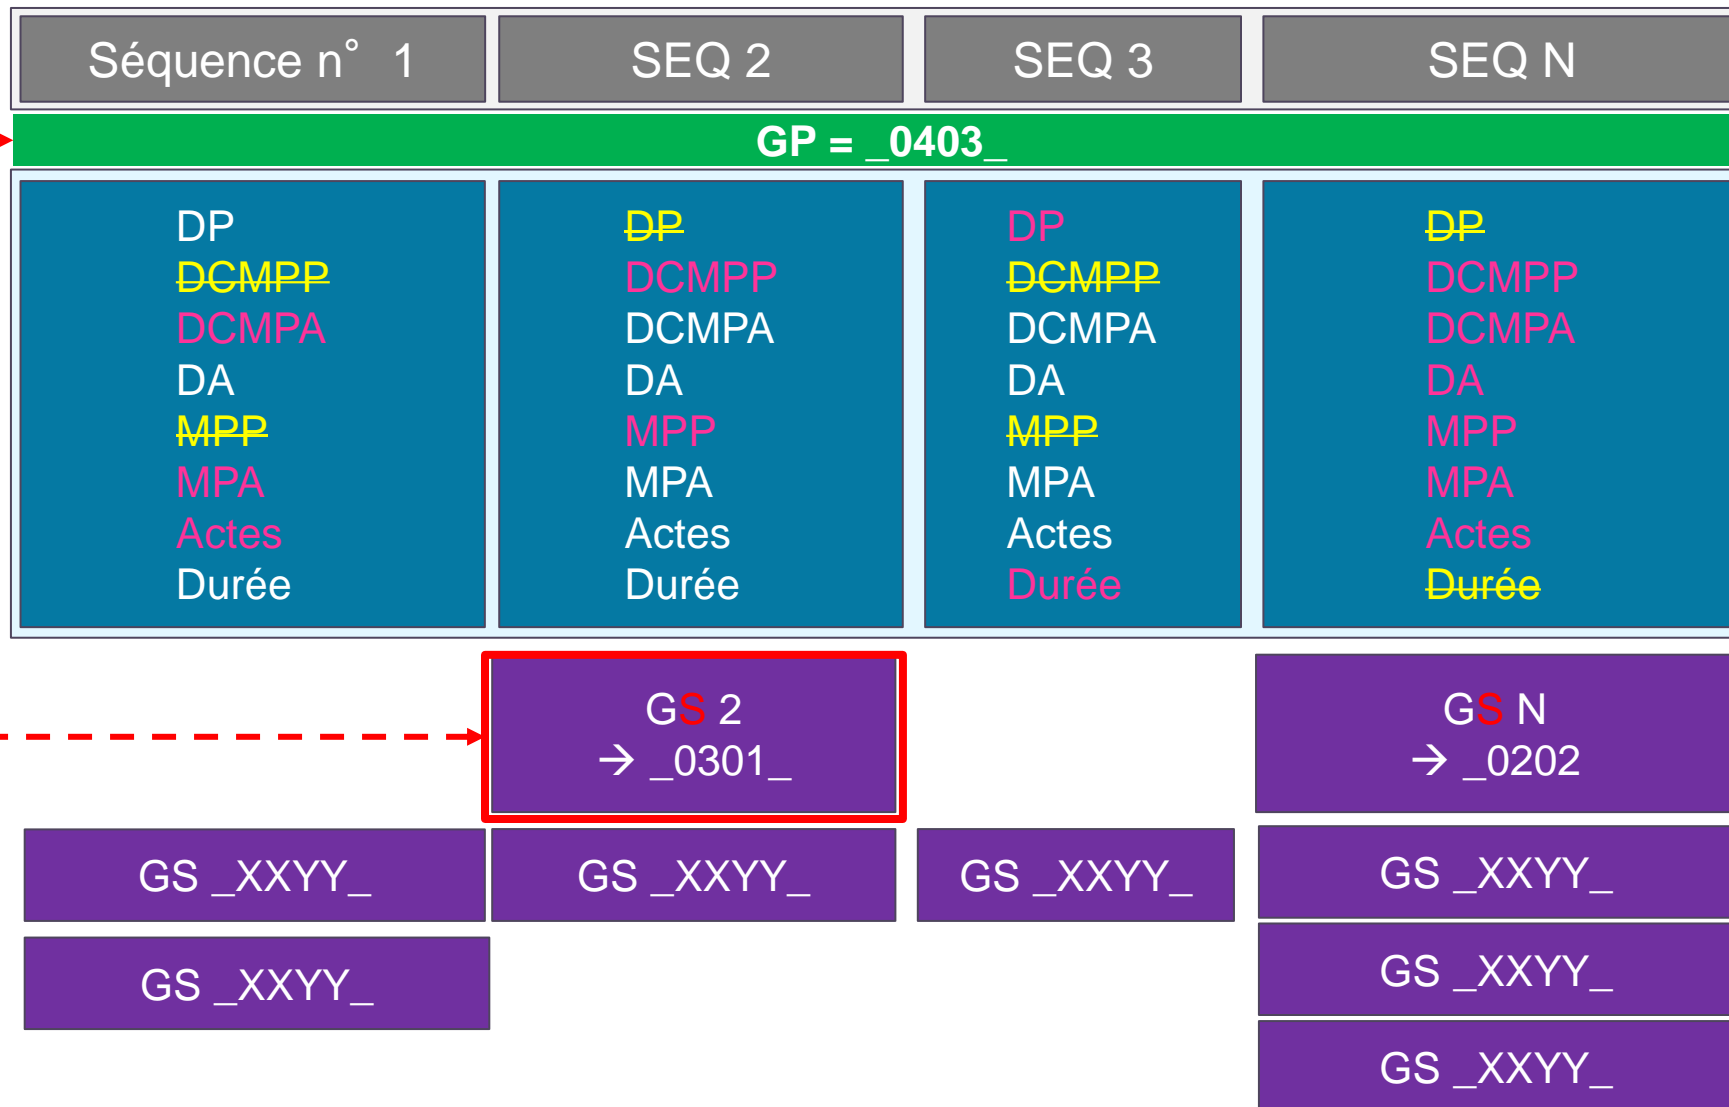 Séquence n° 1
SEQ 2
SEQ 3
SEQ N
GP = _0403_
DP
DCMPP
DCMPA
DA
MPP
MPA
Actes
Durée
DP
DCMPP
DCMPA
DA
MPP
MPA
Actes
Durée
DP
DCMPP
DCMPA
DA
MPP
MPA
Actes
Durée
DP
DCMPP
DCMPA
DA
MPP
MPA
Actes
Durée
GS 2
→ _0301_
GS N
→ _0202
GS _XXYY_
GS _XXYY_
GS _XXYY_
GS _XXYY_
GS _XXYY_
GS _XXYY_
GS _XXYY_